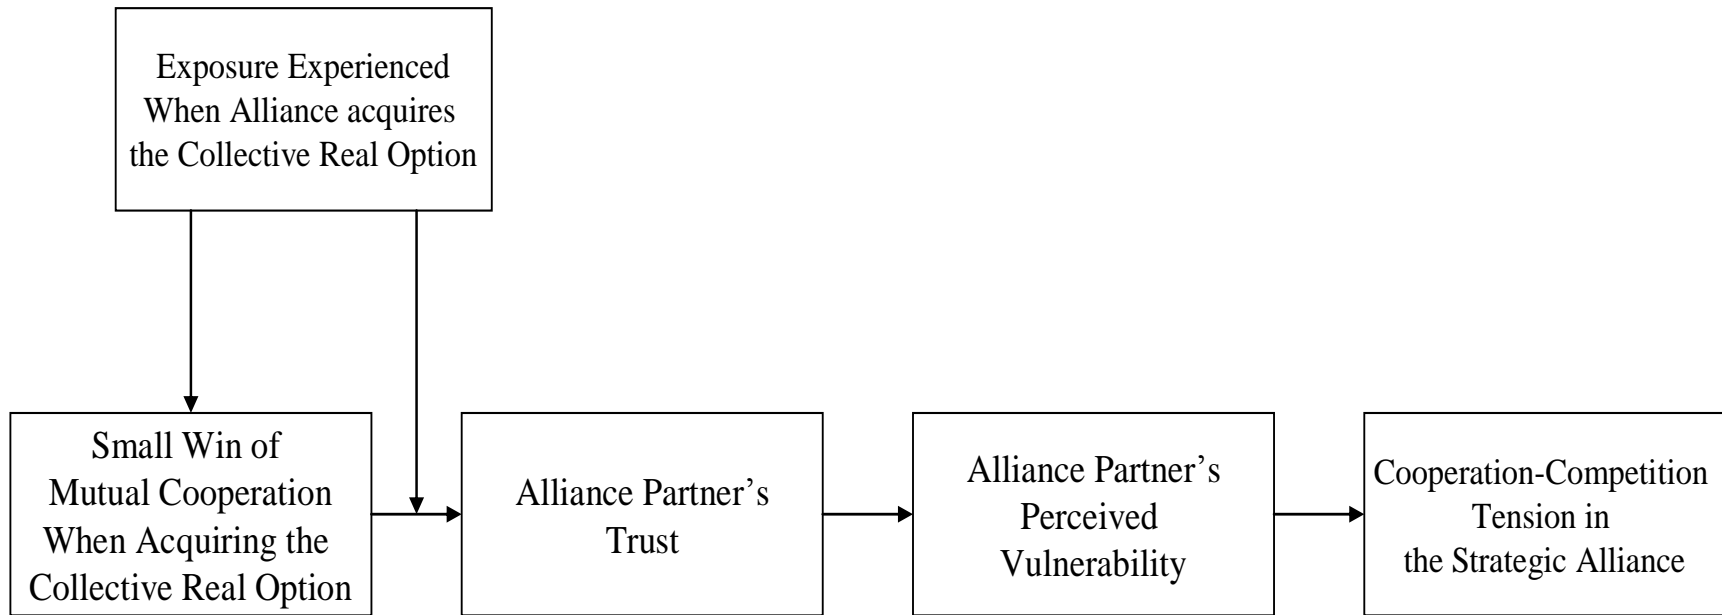 Exposure Experienced
When Alliance acquires
the Collective Real Option
Small Win of
Mutual Cooperation
When Acquiring the
Collective Real Option
Alliance Partner’s
Trust
Alliance Partner’s
Perceived
Vulnerability
Cooperation-Competition
Tension in
the Strategic Alliance